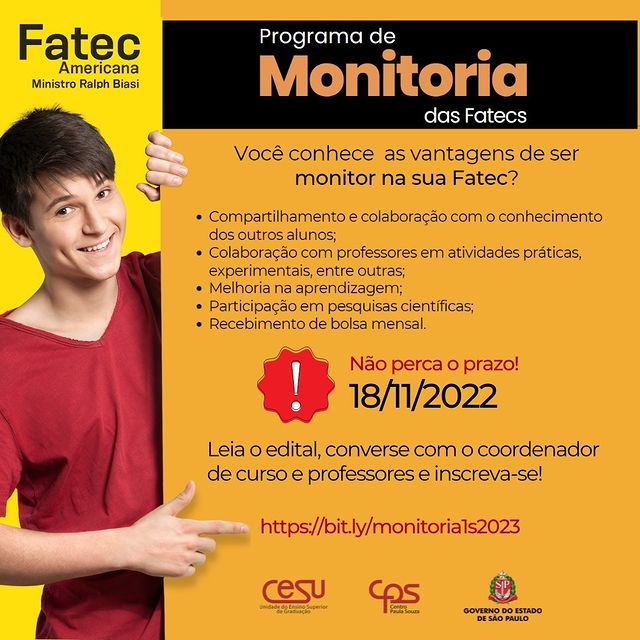 Fatec
Americana
Ministro Ralph Biasi
Programa de
Monitoria
das Fatecs
Você conhece as vantagens de ser
monitor na sua Fatec?
• Compartilhamento e colaboração com o conhecimento
dos outros alunos;
• Colaboração com professores em atividades práticas,
experimentais, entre outras;
• Melhoria na aprendizagem;
• Participação em pesquisas científicas;
• Recebimento de bolsa mensal.
!
Não perca o prazo!
18/11/2022
Leia o edital, converse com o coordenador
de curso e professores e inscreva-se!
https://bit.ly/monitoria1s2023
cesu
Unidade do Ensino Superior
de Graduação
cps
Centro
Paula Souza
SP
GOVERNO DO ESTADO
DE SÃO PAULO